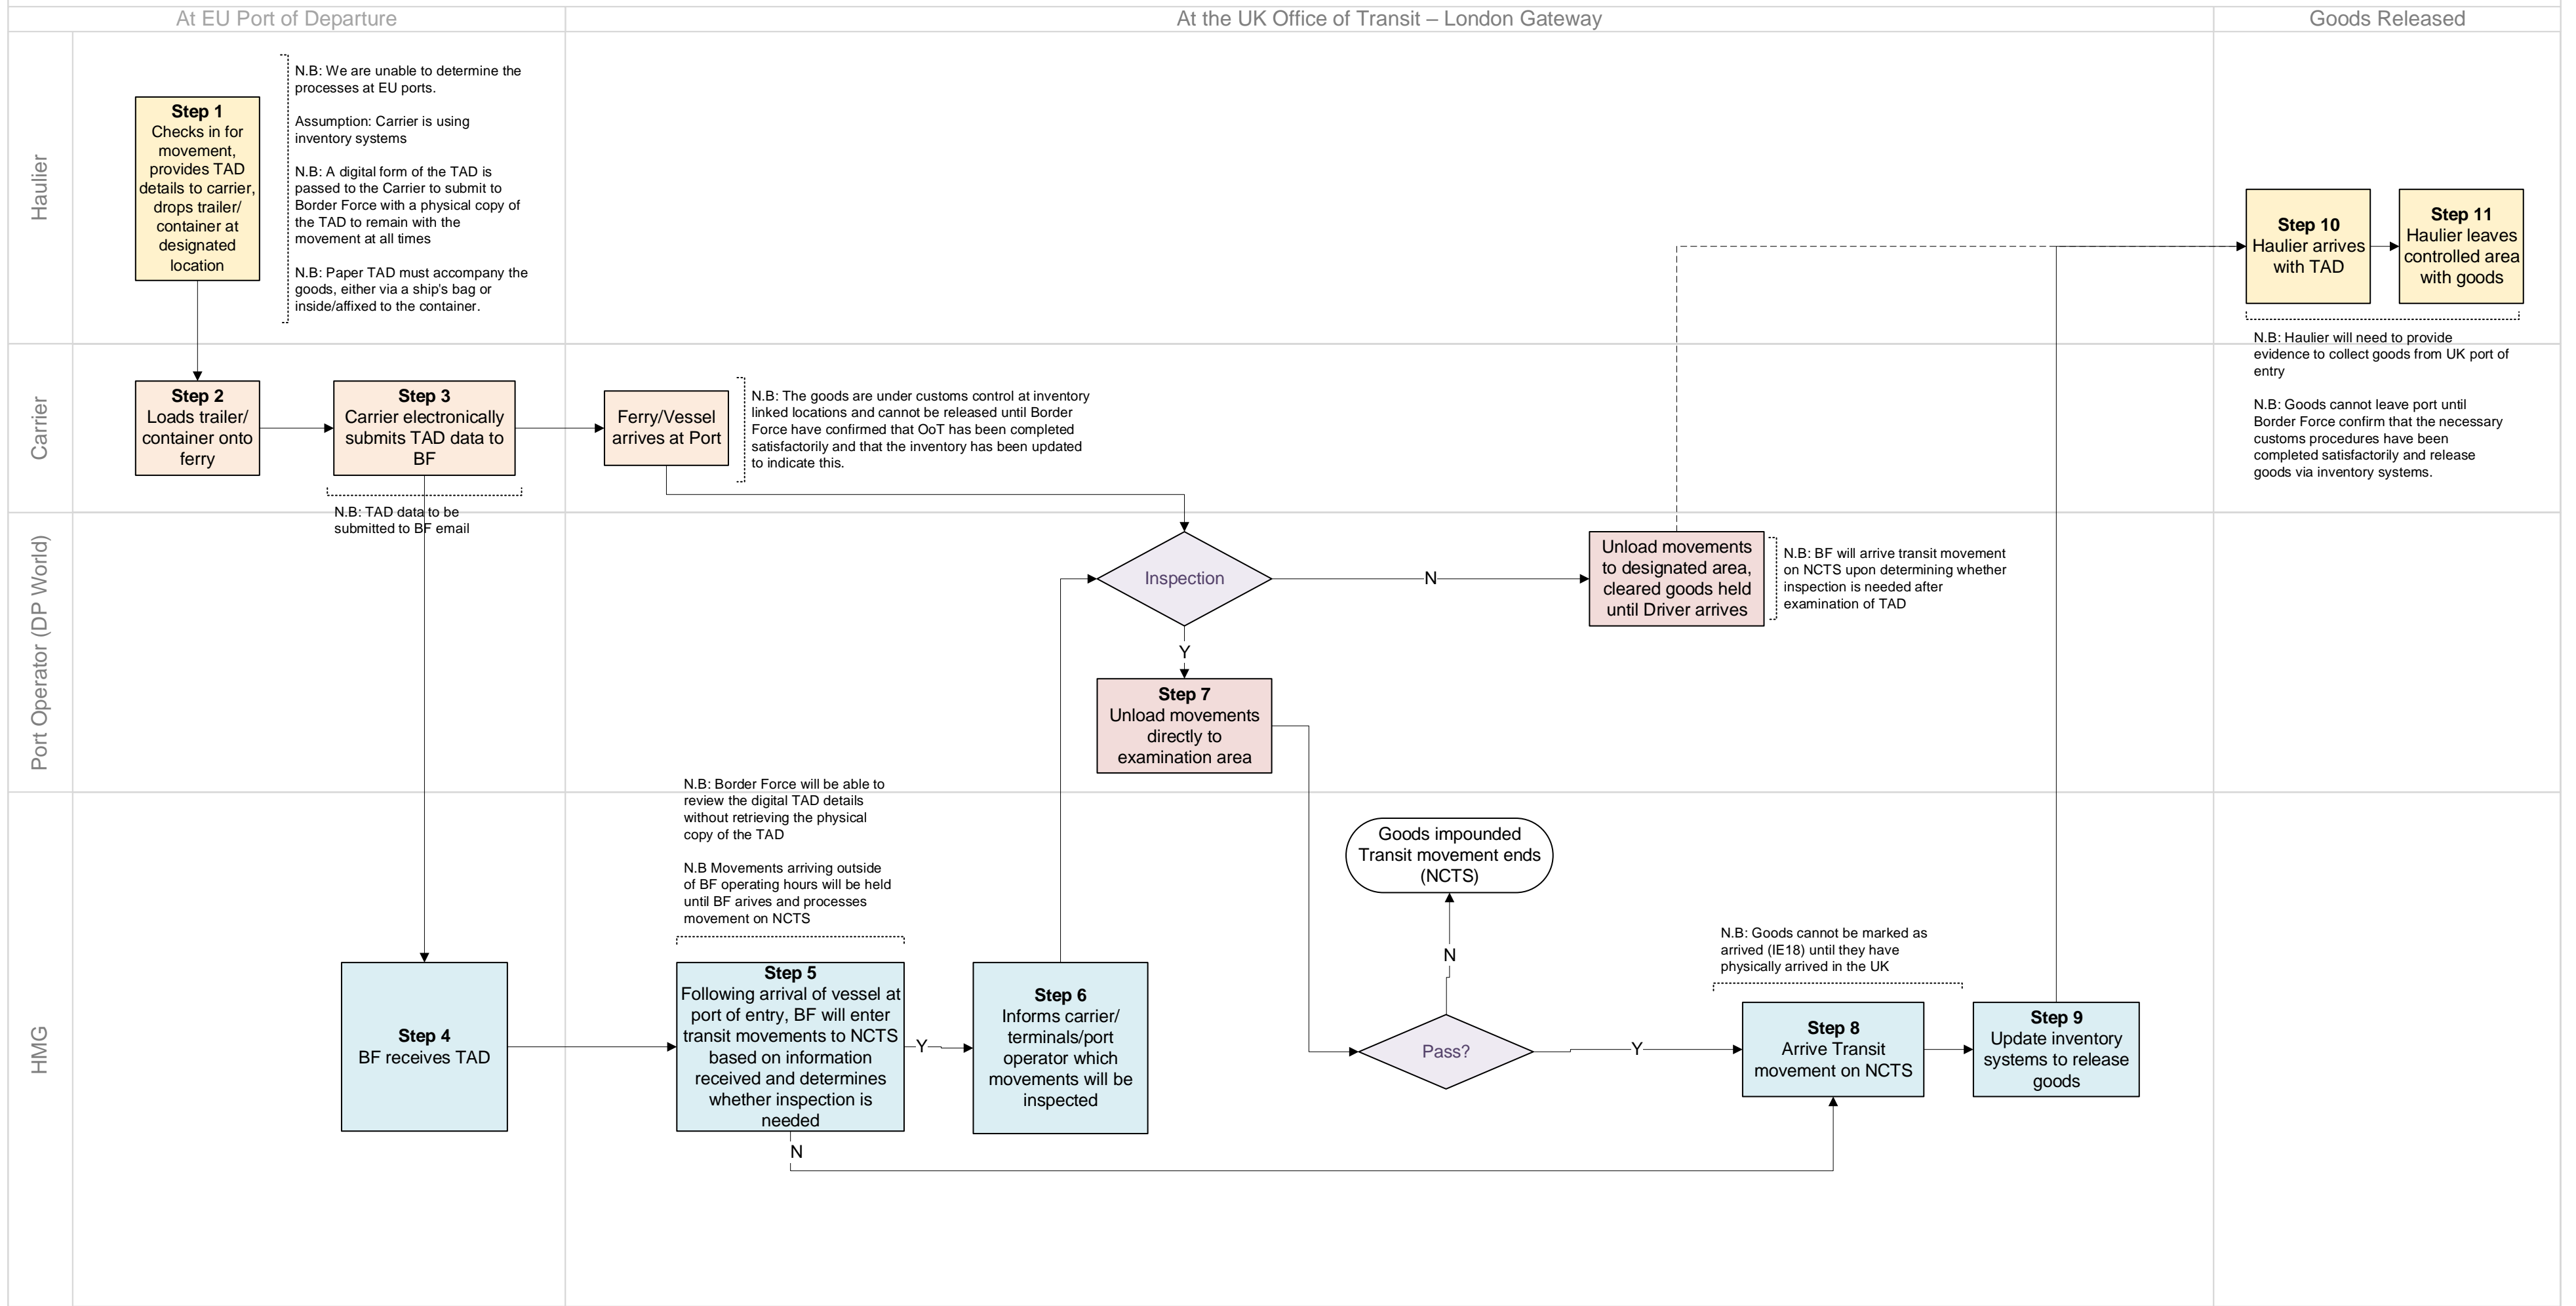 At EU Port of Departure
At the UK Office of Transit – London Gateway
Goods Released
Haulier
Step 1
Checks in for
movement,
provides TAD
details to carrier,
drops trailer/
container at
designated
location
N.B: We are unable to determine the
processes at EU ports.
Assumption: Carrier is using
inventory systems
N.B: A digital form of the TAD is
passed to the Carrier to submit to
Border Force with a physical copy of
the TAD to remain with the
movement at all times
N.B: Paper TAD must accompany the
goods, either via a ship's bag or
inside/affixed to the container.
Step 10
Haulier arrives
with TAD
Step 11
Haulier leaves
controlled area
with goods
N.B: Haulier will need to provide
evidence to collect goods from UK port of
entry
N.B: Goods cannot leave port until
Border Force confirm that the necessary
customs procedures have been
completed satisfactorily and release
goods via inventory systems.
Carrier
Step 2
Loads trailer/
container onto
ferry
Step 3
Carrier electronically
submits TAD data to
BF
N.B: TAD data to be
submitted to BF email
Ferry/Vessel
arrives at Port
N.B: The goods are under customs control at inventory
linked locations and cannot be released until Border
Force have confirmed that OoT has been completed
satisfactorily and that the inventory has been updated
to indicate this.
Port Operator (DP World)
Inspection
N
Y
Unload movements
to designated area,
cleared goods held
until Driver arrives
N.B: BF will arrive transit movement
on NCTS upon determining whether
inspection is needed after
examination of TAD
Step 7
Unload movements
directly to
examination area
HMG
N.B: Border Force will be able to
review the digital TAD details
without retrieving the physical
copy of the TAD
N.B Movements arriving outside
of BF operating hours will be held
until BF arives and processes
movement on NCTS
Step 4
BF receives TAD
Step 5
Following arrival of vessel at
port of entry, BF will enter
transit movements to NCTS
based on information
received and determines
whether inspection is
needed
Y
N
Step 6
Informs carrier/
terminals/port
operator which
movements will be
inspected
Goods impounded
Transit movement ends
(NCTS)
N
Pass?
Y
N.B: Goods cannot be marked as
arrived (IE18) until they have
physically arrived in the UK
Step 8
Arrive Transit
movement on NCTS
Step 9
Update inventory
systems to release
goods